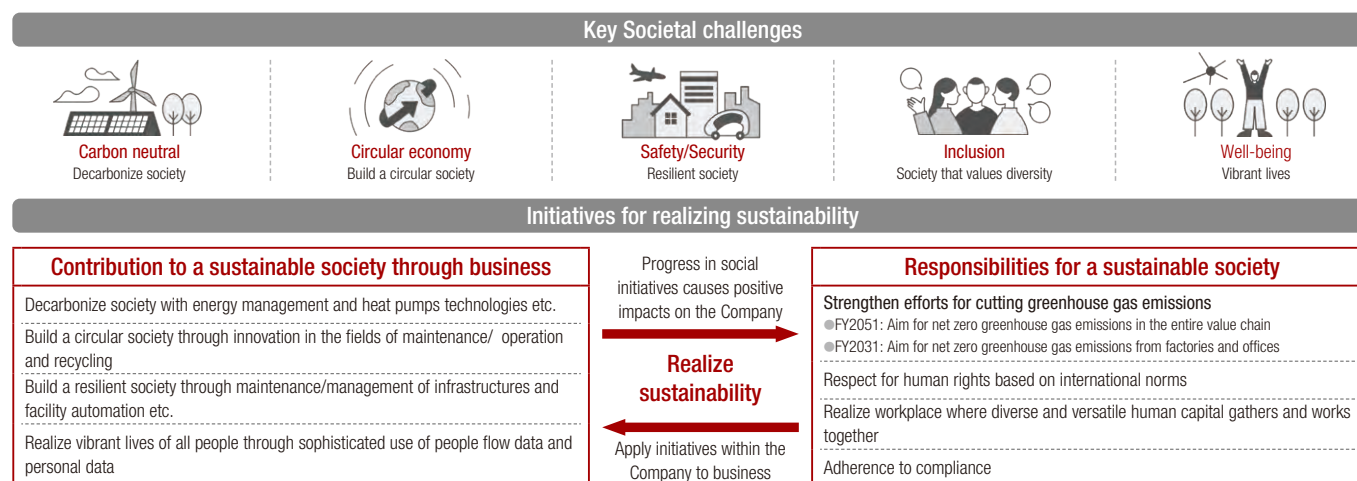 Key Societal challenges
Carbon neutral
Decarbonize society
Circular economy
Build a circular society
Safety/Security
Resilient society
Inclusion
Society that values diversity
Well-being
Vibrant lives
Initiatives for realizing sustainability
Contribution to a sustainable society through business
Decarbonize society with energy management and heat pumps technologies etc.
Build a circular society through innovation in the fields of maintenance/ operation
and recycling
Build a resilient society through maintenance/management of infrastructures and
facility automation etc.
Realize vibrant lives of all people through sophisticated use of people flow data and
personal data
Progress in social
initiatives causes positive
impacts on the Company
Realize
sustainability
Apply initiatives within the
Company to business
Responsibilities for a sustainable society
Strengthen efforts for cutting greenhouse gas emissions
●FY2051: Aim for net zero greenhouse gas emissions in the entire value chain
●FY2031: Aim for net zero greenhouse gas emissions from factories and offices
Respect for human rights based on international norms
Realize workplace where diverse and versatile human capital gathers and works
together
Adherence to compliance